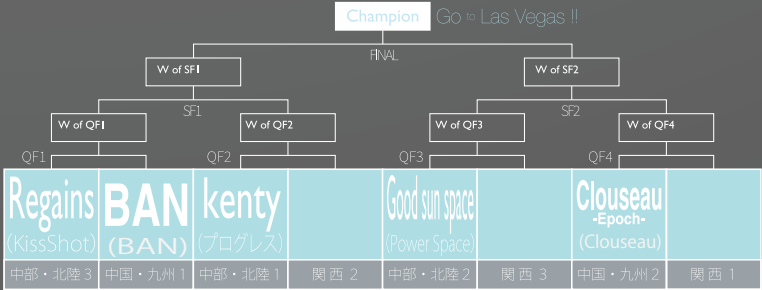 Champion Go to Las Vegas !!
FINAL
W of SF1 W of SF2
SF1 SF2
W of QF1 W of QF2 W of QF3 W of QF4
QF1 QF2 QF3 QF4
Regains BAN kenty Good sun space Clouseau
-Epoch-
(KissShot) (BAN) (プログレス) (Power Space) (Clouseau)
中部・北陸 3 中国・九州 1 中部・北陸 1 関西 2 中部・北陸 2 関西 3 中国・九州 2 関西 1